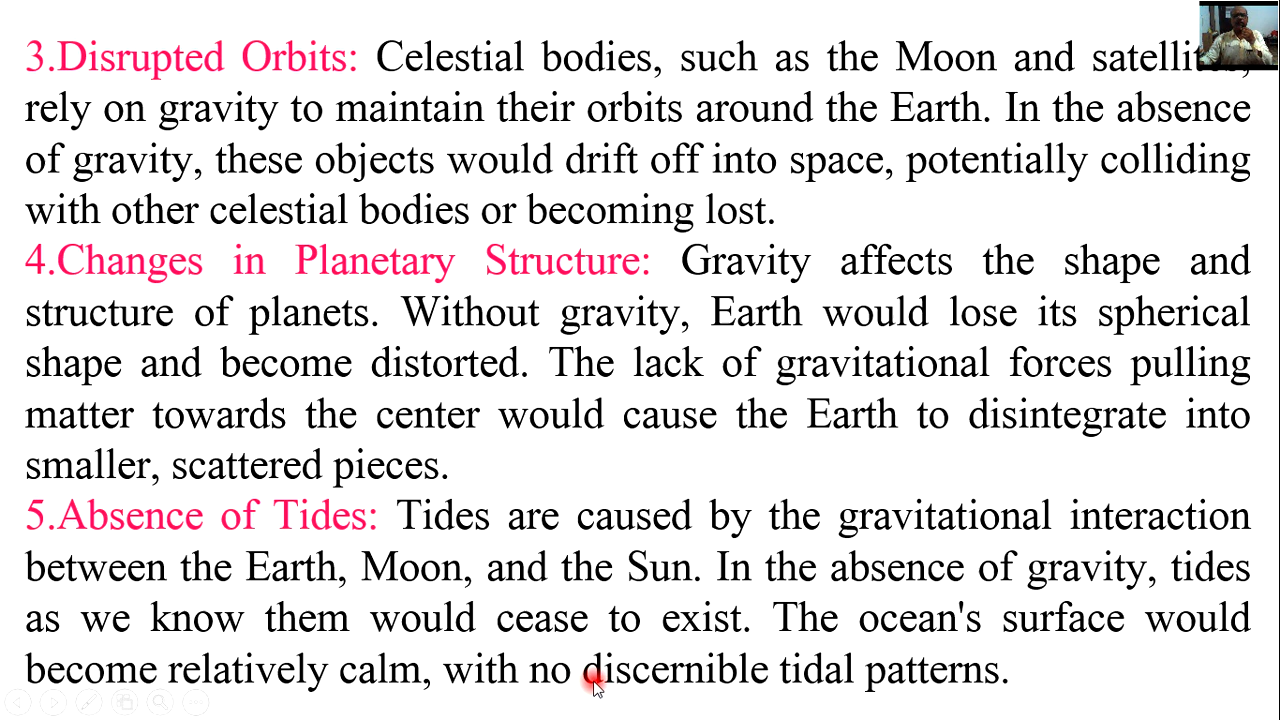 3.Disrupted Orbits: Celestial bodies, such as the Moon and satellites,
rely on gravity to maintain their orbits around the Earth. In the absence
of gravity, these objects would drift off into space, potentially colliding
with other celestial bodies or becoming lost.
4.Changes in Planetary Structure: Gravity affects the shape and
structure of planets. Without gravity, Earth would lose its spherical
shape and become distorted. The lack of gravitational forces pulling
matter towards the center would cause the Earth to disintegrate into
smaller, scattered pieces.
5.Absence of Tides: Tides are caused by the gravitational interaction
between the Earth, Moon, and the Sun. In the absence of gravity, tides
as we know them would cease to exist. The ocean's surface would
become relatively calm, with no discernible tidal patterns.